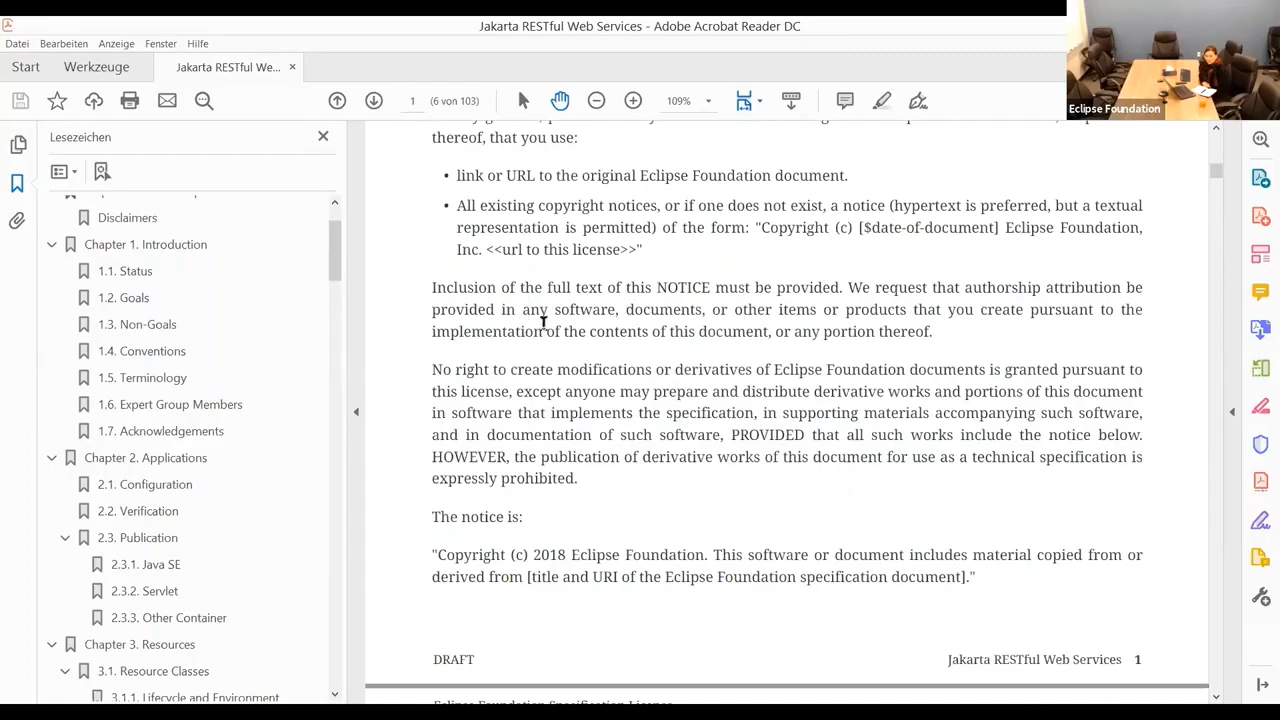 Jakarta RESTful Web Services - Adobe Acrobat Reader DC
Datei Bearbeiten Anzeige Fenster Hilfe
Start Werkzeuge Jakarta RESTful We... ×
1 (6 von 103) 109%
Eclipse Foundation
Lesezeichen
Disclaimers
Chapter 1. Introduction
1.1. Status
1.2. Goals
1.3. Non-Goals
1.4. Conventions
1.5. Terminology
1.6. Expert Group Members
1.7. Acknowledgements
Chapter 2. Applications
2.1. Configuration
2.2. Verification
2.3. Publication
2.3.1. Java SE
2.3.2. Servlet
2.3.3. Other Container
Chapter 3. Resources
3.1. Resource Classes
3.1.1. Lifecycle and Environment
thereof, that you use:
• link or URL to the original Eclipse Foundation document.
• All existing copyright notices, or if one does not exist, a notice (hypertext is preferred, but a textual
representation is permitted) of the form: "Copyright (c) [$date-of-document] Eclipse Foundation,
Inc. <<url to this license>>"
Inclusion of the full text of this NOTICE must be provided. We request that authorship attribution be
provided in any software, documents, or other items or products that you create pursuant to the
implementation of the contents of this document, or any portion thereof.
No right to create modifications or derivatives of Eclipse Foundation documents is granted pursuant to
this license, except anyone may prepare and distribute derivative works and portions of this document
in software that implements the specification, in supporting materials accompanying such software,
and in documentation of such software, PROVIDED that all such works include the notice below.
HOWEVER, the publication of derivative works of this document for use as a technical specification is
expressly prohibited.
The notice is:
"Copyright (c) 2018 Eclipse Foundation. This software or document includes material copied from or
derived from [title and URI of the Eclipse Foundation specification document]."
DRAFT Jakarta RESTful Web Services 1
Eclipse Foundation Specification License